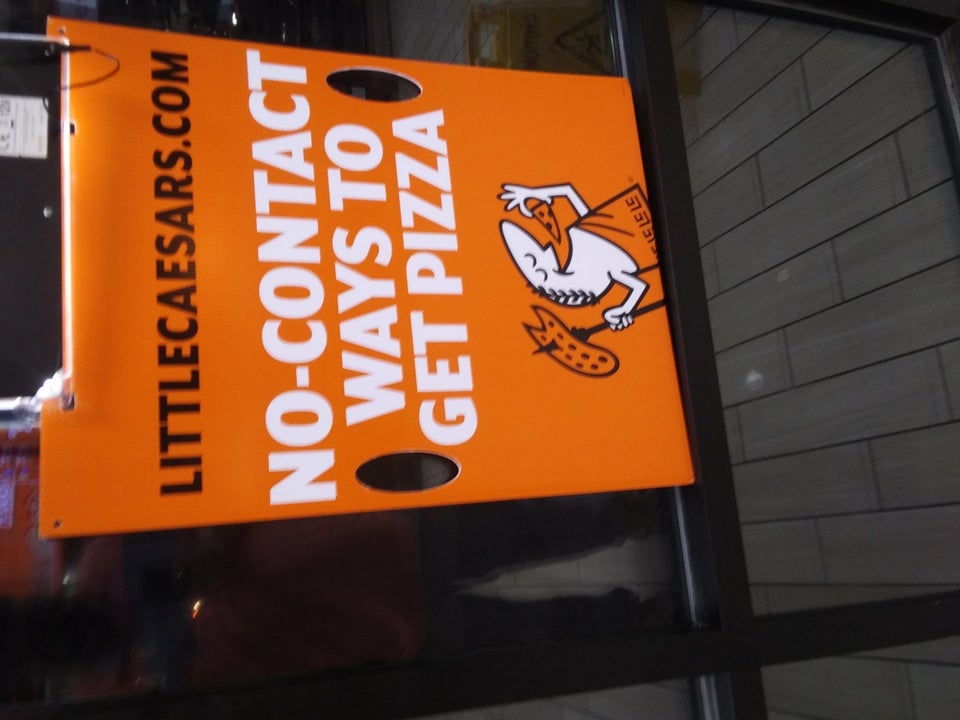 LITTLECAESARS.COM
NO-CONTACT
WAYS TO
GET PIZZA